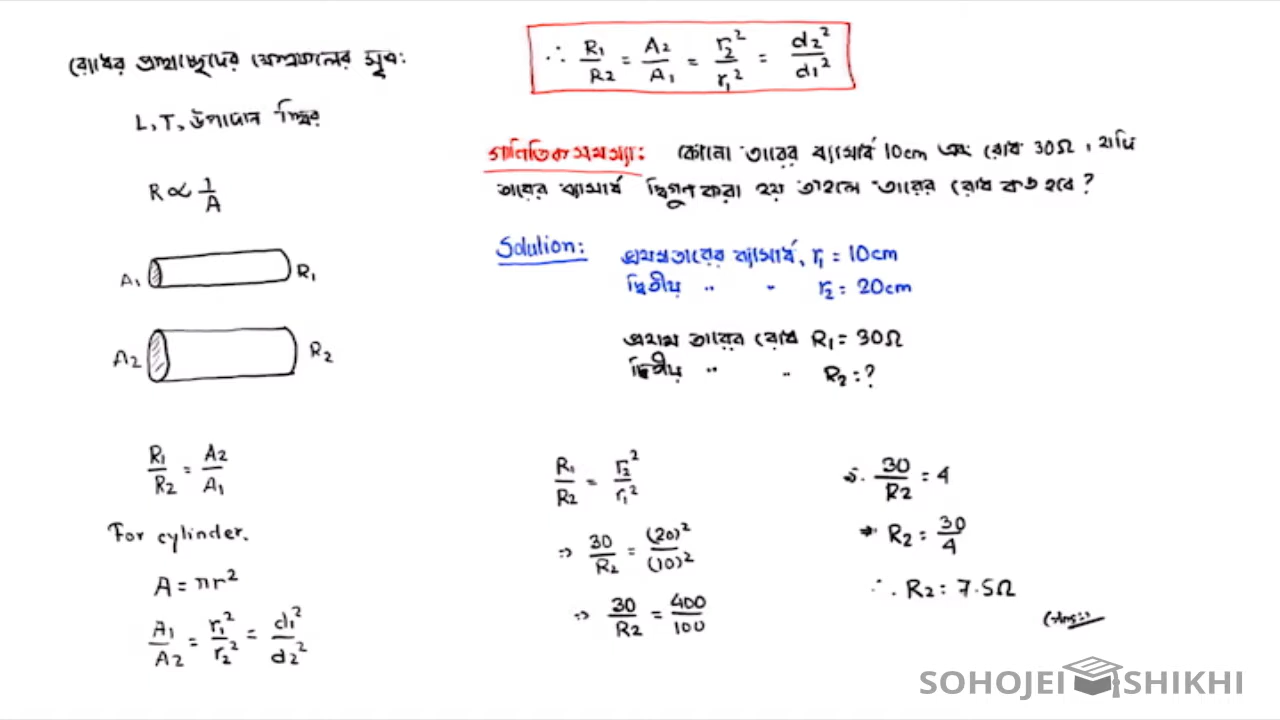 রোধের প্রস্থচ্ছেদের ক্ষেত্রফলের সূত্র:
L, T, উপাদান স্থির
R ∝ 1/A
A₁ R₁
A₂ R₂
R₁/R₂ = A₂/A₁
For cylinder.
A = πr²
A₁/A₂ = r₁²/r₂² = d₁²/d₂²
∴ R₁/R₂ = A₂/A₁ = r₂²/r₁² = d₂²/d₁²
গানিতিক সমস্যা: কোনো তারের ব্যাসার্ধ 10cm এবং রোধ 30Ω, যদি
তারের ব্যাসার্ধ দ্বিগুণ করা হয় তাহলে তারের রোধ কত হবে?
Solution: প্রথম তারের ব্যাসার্ধ, r₁ = 10cm
দ্বিতীয় " " r₂ = 20cm
প্রথম তারের রোধ R₁ = 30Ω
দ্বিতীয় " " R₂ = ?
R₁/R₂ = r₂²/r₁²
⇒ 30/R₂ = (20)²/(10)²
⇒ 30/R₂ = 400/100
∴ 30/R₂ = 4
⇒ R₂ = 30/4
∴ R₂ = 7.5Ω
(Ans:)
SOHOJEI SHIKHI